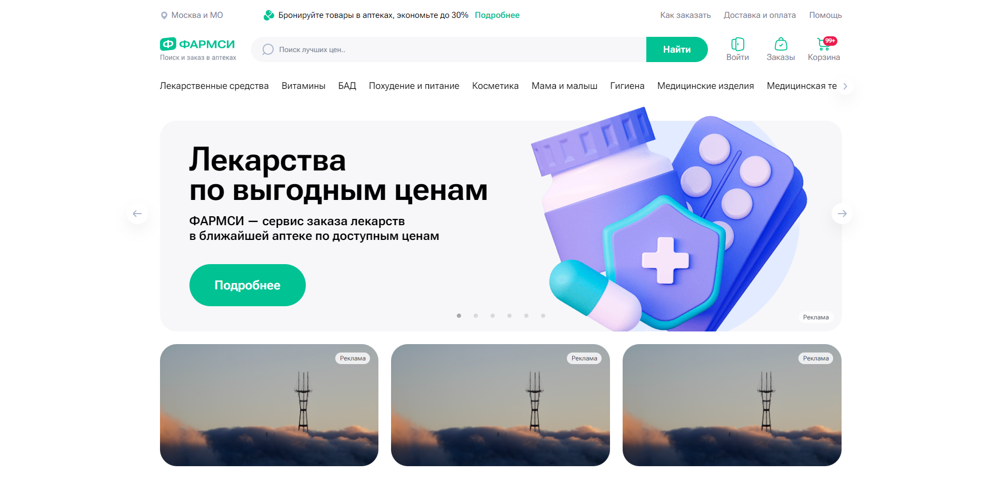 Москва и МО
Бронируйте товары в аптеках, экономьте до 30% Подробнее
Как заказать Доставка и оплата Помощь
ФАРМСИ
Поиск и заказ в аптеках
Поиск лучших цен..
Найти
Войти
Заказы
99+
Корзина
Лекарственные средства Витамины БАД Похудение и питание Косметика Мама и малыш Гигиена Медицинские изделия Медицинская те
Лекарства
по выгодным ценам
ФАРМСИ — сервис заказа лекарств
в ближайшей аптеке по доступным ценам
Подробнее
Реклама
Реклама
Реклама
Реклама